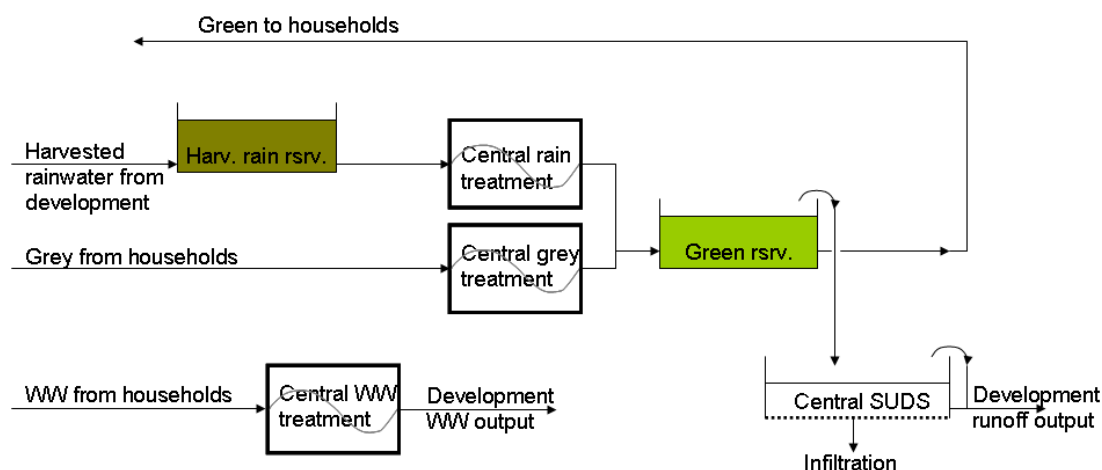 Green to households
Harvested
rainwater from
development
Harv. rain rsrv.
Central rain
treatment
Grey from households
Central grey
treatment
Green rsrv.
WW from households
Central WW
treatment
Development
WW output
Central SUDS
Development
runoff output
Infiltration